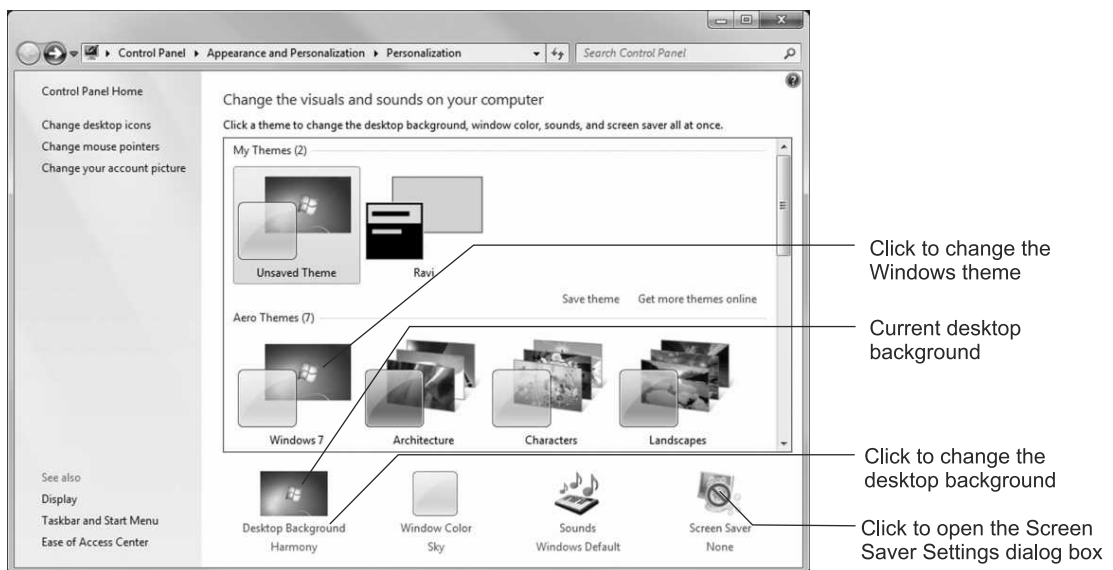 Control Panel ▸ Appearance and Personalization ▸ Personalization
Search Control Panel
Control Panel Home
Change desktop icons
Change mouse pointers
Change your account picture
See also
Display
Taskbar and Start Menu
Ease of Access Center
Change the visuals and sounds on your computer
Click a theme to change the desktop background, window color, sounds, and screen saver all at once.
My Themes (2)
Unsaved Theme
Ravi
Save theme
Get more themes online
Aero Themes (7)
Windows 7
Architecture
Characters
Landscapes
Desktop Background
Harmony
Window Color
Sky
Sounds
Windows Default
Screen Saver
None
Click to change the
Windows theme
Current desktop
background
Click to change the
desktop background
Click to open the Screen
Saver Settings dialog box